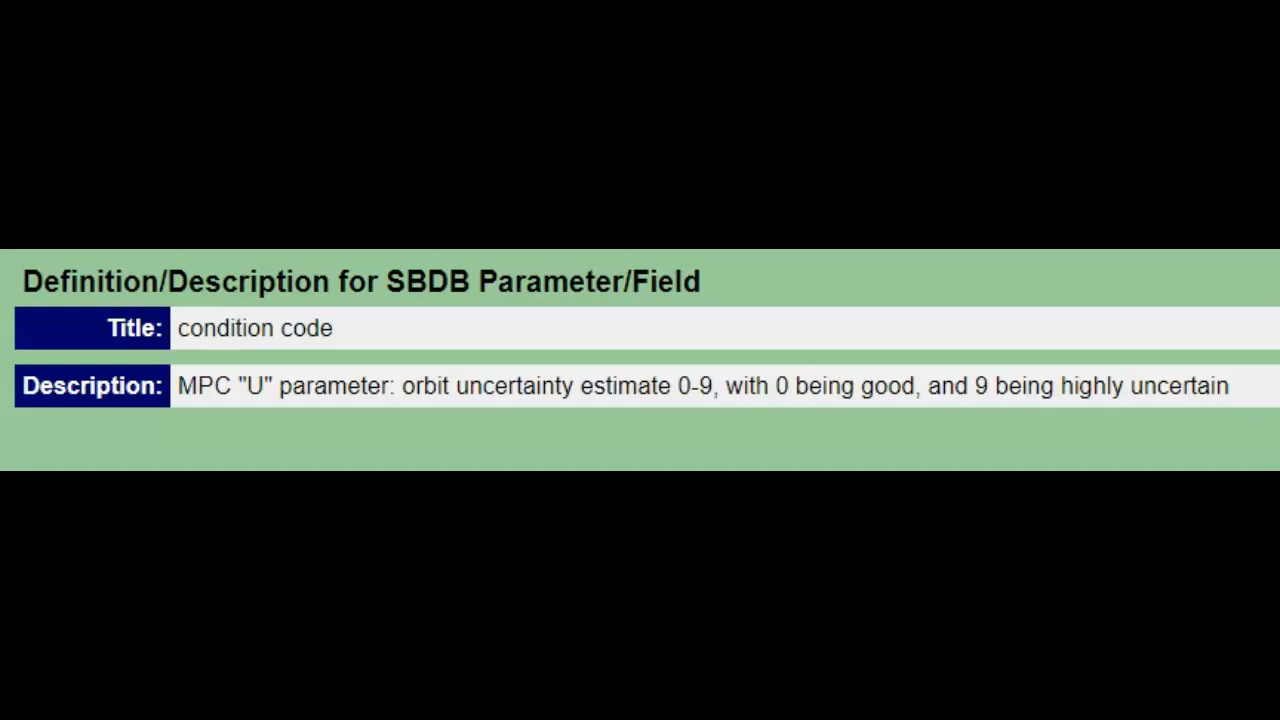 Definition/Description for SBDB Parameter/Field
Title: condition code
Description: MPC "U" parameter: orbit uncertainty estimate 0-9, with 0 being good, and 9 being highly uncertain